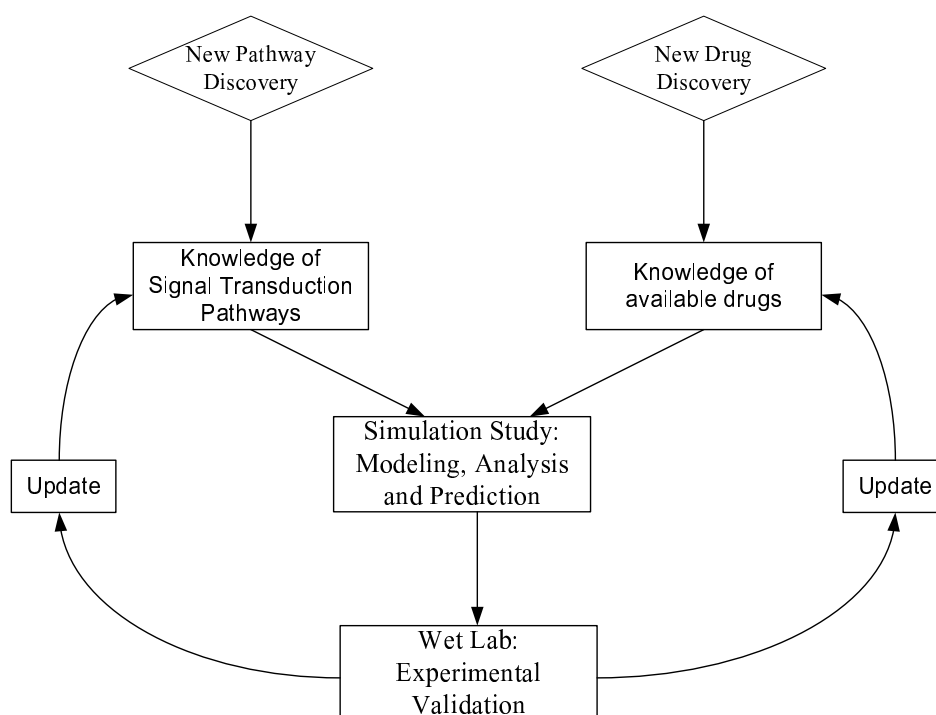 New Pathway
Discovery
New Drug
Discovery
Knowledge of
Signal Transduction
Pathways
Knowledge of
available drugs
Simulation Study:
Modeling, Analysis
and Prediction
Update
Update
Wet Lab:
Experimental
Validation